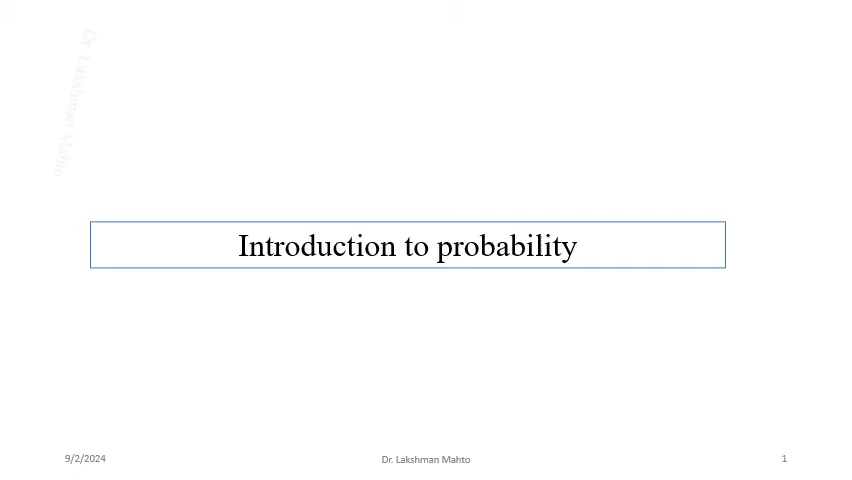 Dr. Lakshman Mahto
Introduction to probability
9/2/2024
Dr. Lakshman Mahto
1